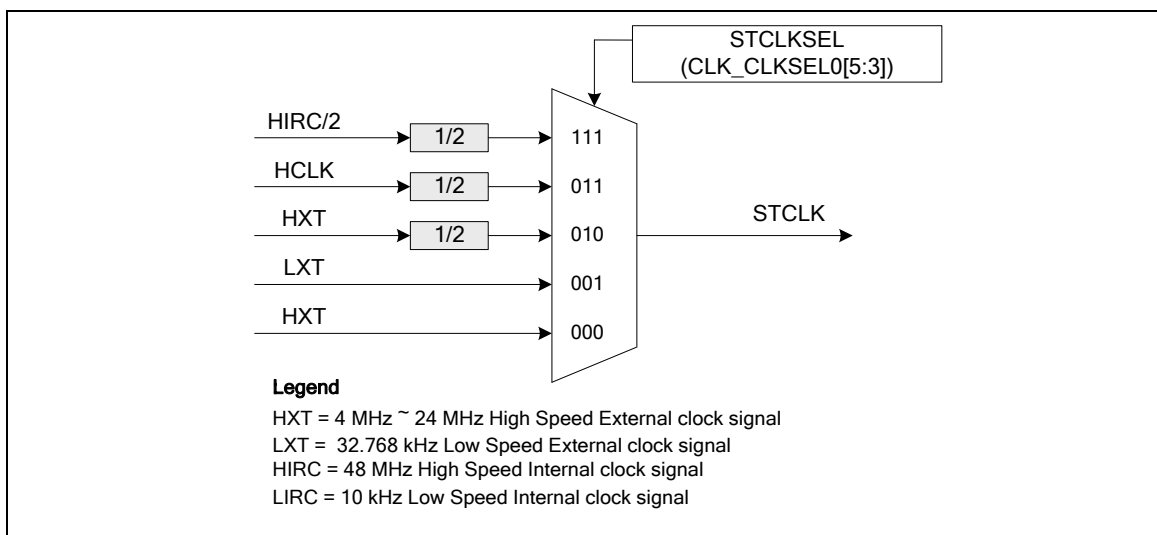 STCLKSEL
(CLK_CLKSEL0[5:3])
HIRC/2
1/2
111
HCLK
1/2
011
HXT
1/2
010
STCLK
LXT
001
HXT
000
Legend
HXT = 4 MHz ~ 24 MHz High Speed External clock signal
LXT = 32.768 kHz Low Speed External clock signal
HIRC = 48 MHz High Speed Internal clock signal
LIRC = 10 kHz Low Speed Internal clock signal